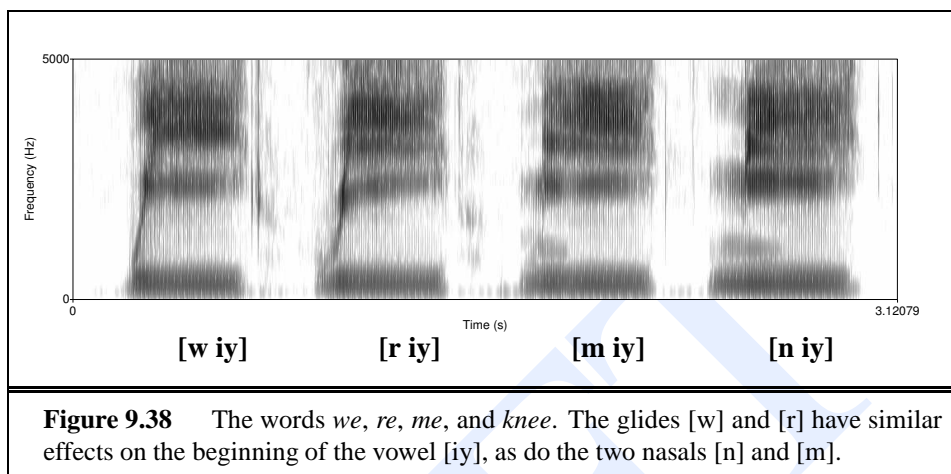 5000
Frequency (Hz)
0
0
3.12079
Time (s)
[w iy] [r iy] [m iy] [n iy]
Figure 9.38 The words we, re, me, and knee. The glides [w] and [r] have similar
effects on the beginning of the vowel [iy], as do the two nasals [n] and [m].